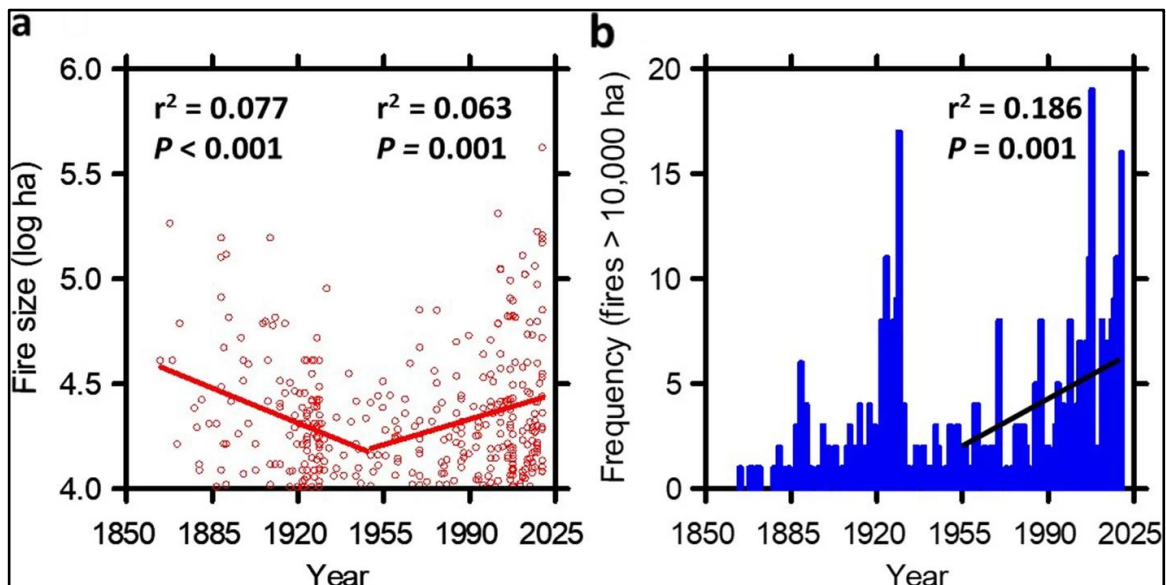 a
6.0
5.5
5.0
4.5
4.0
Fire size (log ha)
r² = 0.077
P < 0.001
r² = 0.063
P = 0.001
1850 1885 1920 1955 1990 2025
Year
b
20
15
10
5
0
Frequency (fires > 10,000 ha)
r² = 0.186
P = 0.001
1850 1885 1920 1955 1990 2025
Year